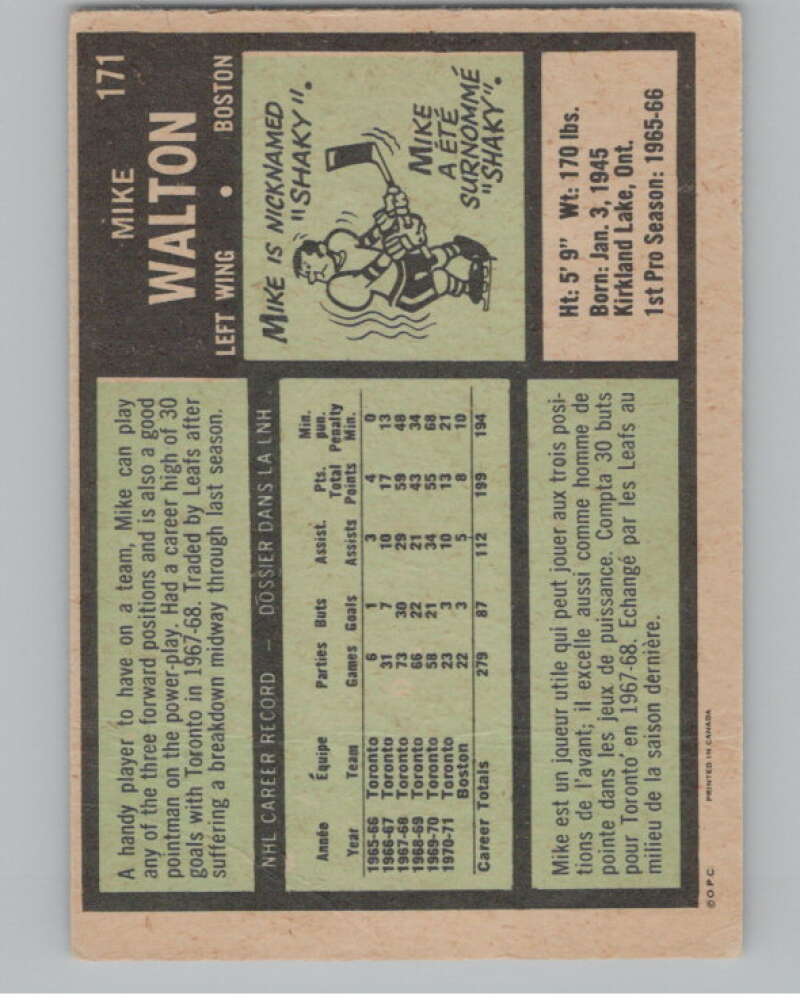 171
MIKE
WALTON
LEFT WING • BOSTON
A handy player to have on a team, Mike can play
any of the three forward positions and is also a good
pointman on the power-play. Had a career high of 30
goals with Toronto in 1967-68. Traded by Leafs after
suffering a breakdown midway through last season.
MIKE IS NICKNAMED
"SHAKY".
MIKE
A ÉTÉ
SURNOMMÉ
"SHAKY".
NHL CAREER RECORD – DOSSIER DANS LA LNH
Année Équipe Parties Buts Assist. Pts. Min. pun.
Year Team Games Goals Assists Total Points Penalty Min.
1965-66 Toronto 6 1 3 4 0
1966-67 Toronto 31 7 10 17 13
1967-68 Toronto 73 30 29 59 48
1968-69 Toronto 66 22 21 43 34
1969-70 Toronto 58 21 34 55 68
1970-71 Toronto 23 3 10 13 21
Boston 22 3 5 8 10
Career Totals 279 87 112 199 194
Ht: 5' 9" Wt: 170 lbs.
Born: Jan. 3, 1945
Kirkland Lake, Ont.
1st Pro Season: 1965-66
Mike est un joueur utile qui peut jouer aux trois posi-
tions de l'avant; il excelle aussi comme homme de
pointe dans les jeux de puissance. Compta 30 buts
pour Toronto en 1967-68. Echangé par les Leafs au
milieu de la saison dernière.
© O.P.C. PRINTED IN CANADA